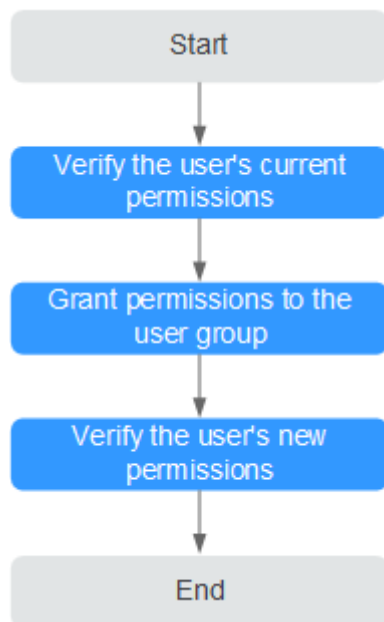 Start
Verify the user's current
permissions
Grant permissions to the
user group
Verify the user's new
permissions
End